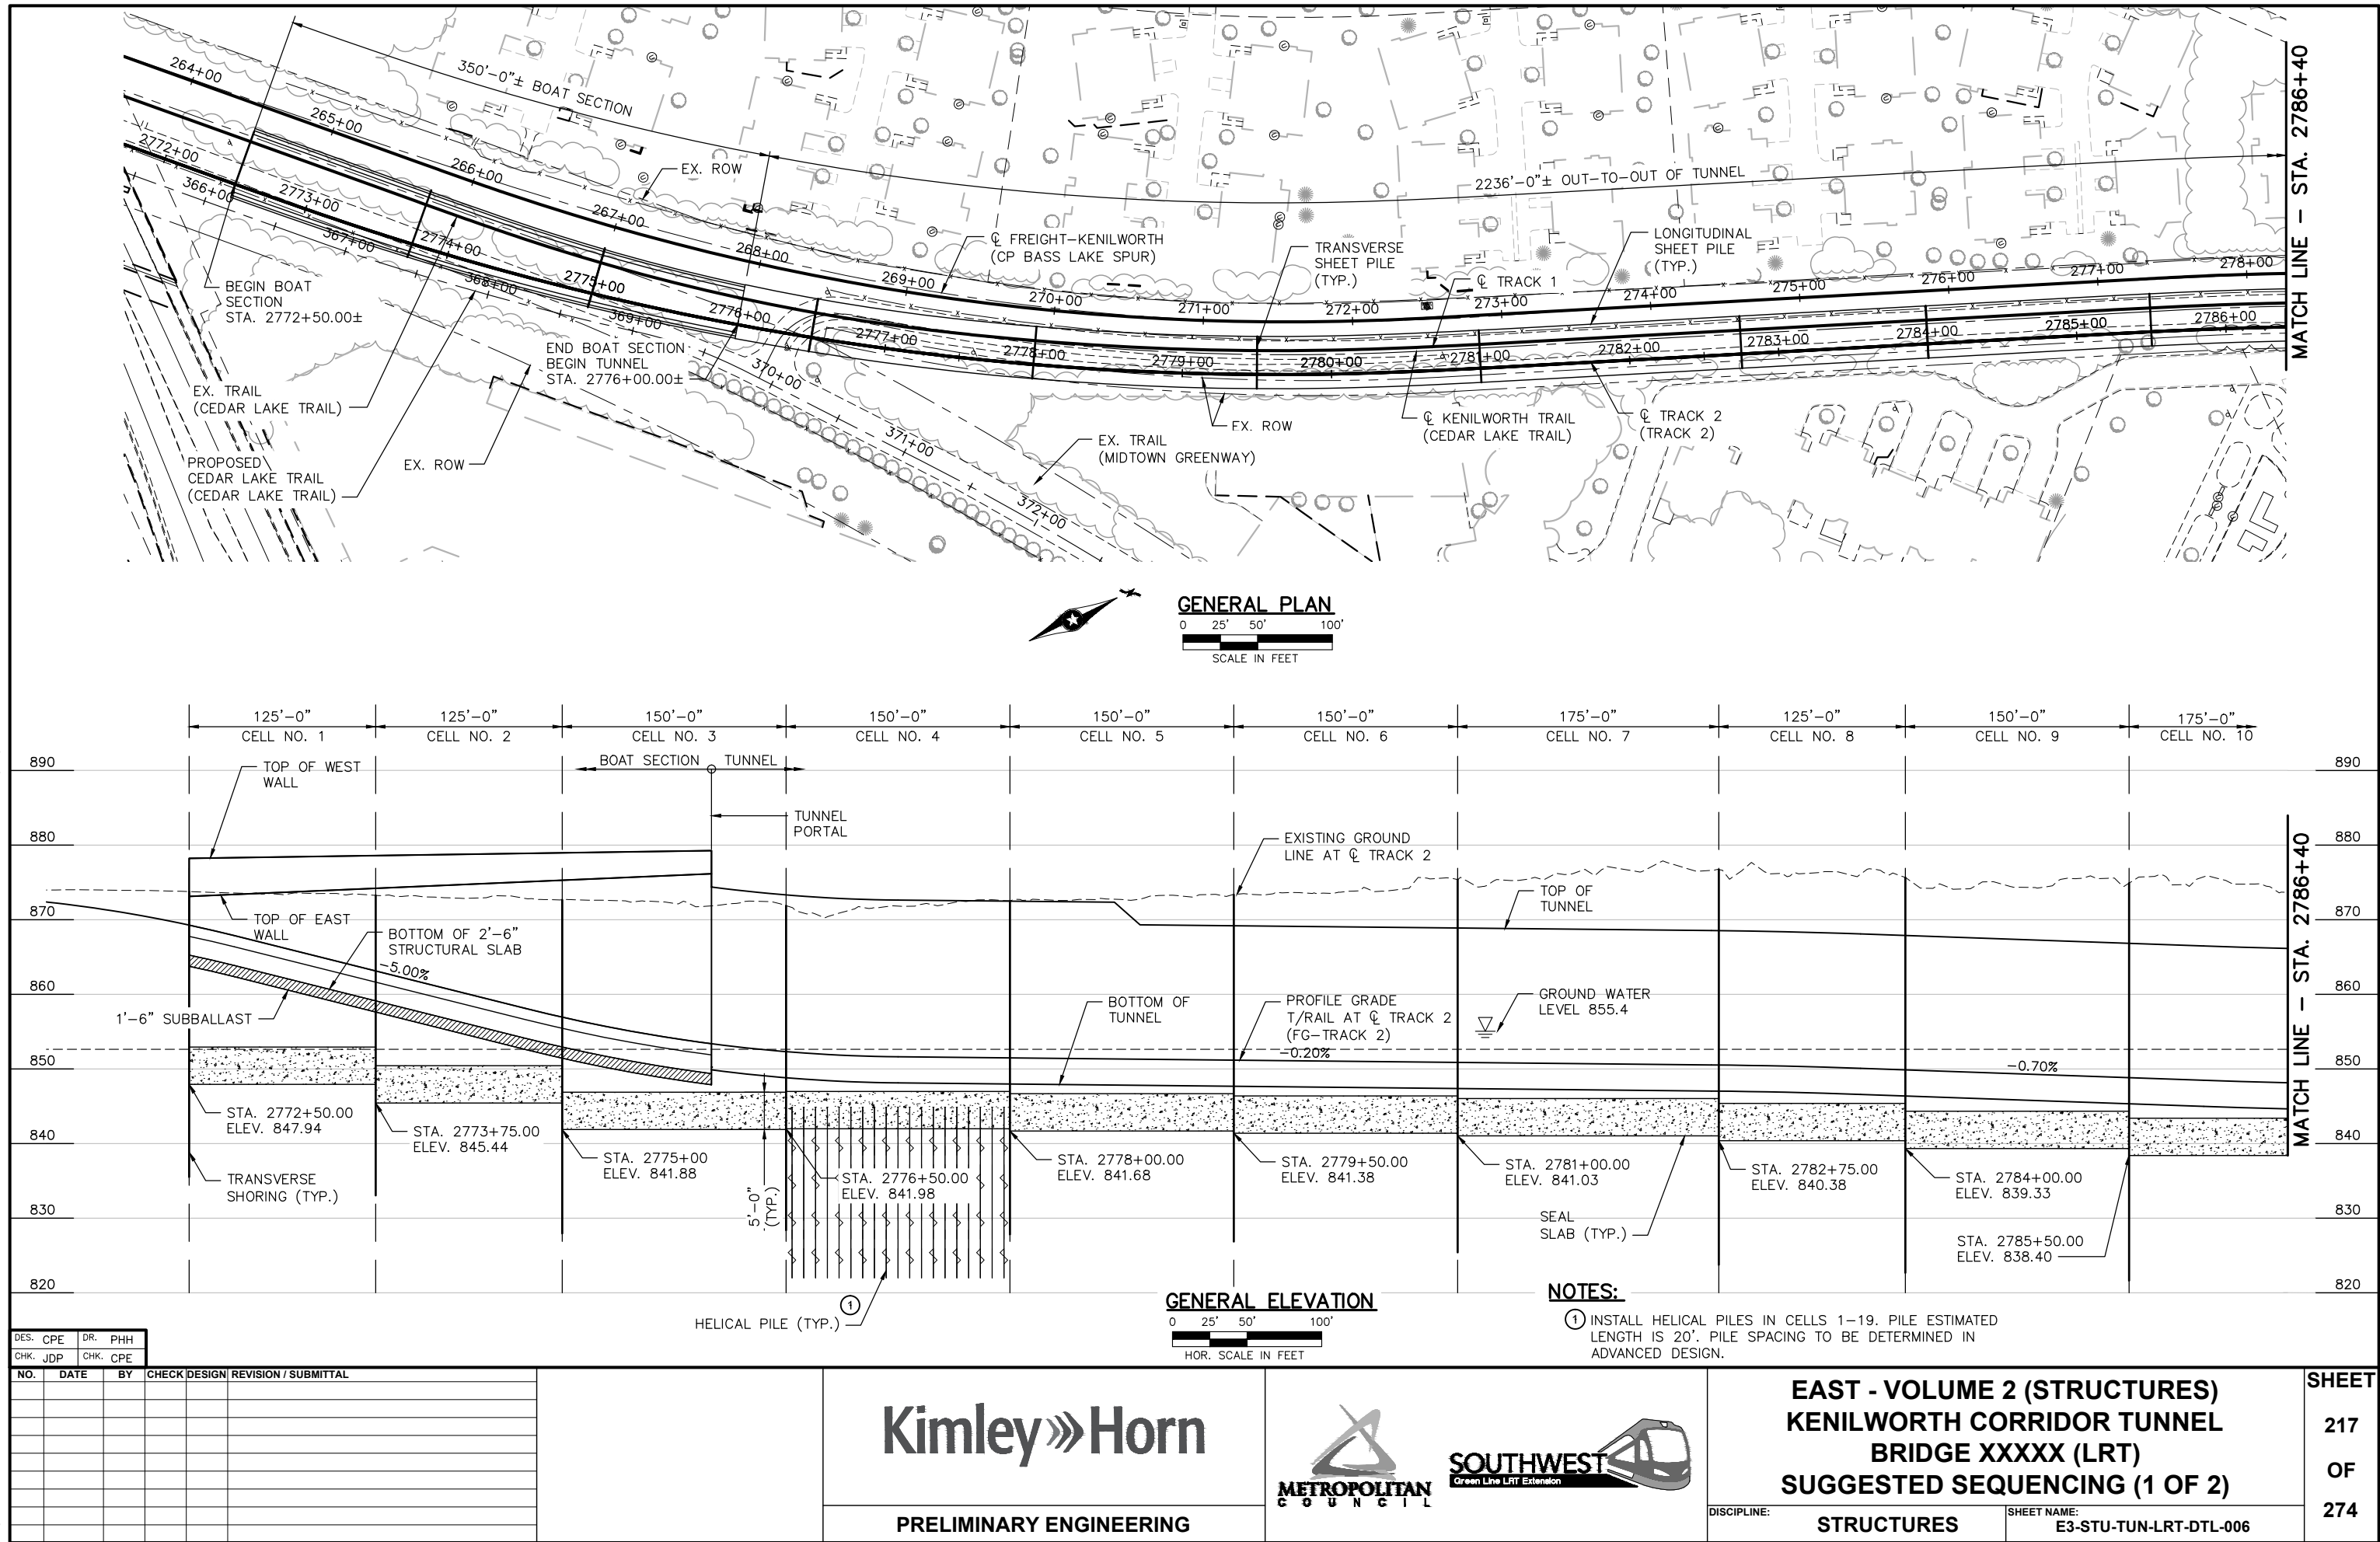 264+00
265+00
266+00
267+00
268+00
269+00
270+00
271+00
272+00
273+00
274+00
275+00
276+00
277+00
278+00
2772+00
2773+00
2774+00
2775+00
2776+00
2777+00
2778+00
2779+00
2780+00
2781+00
2782+00
2783+00
2784+00
2785+00
2786+00
366+00
367+00
368+00
369+00
370+00
371+00
372+00
350'-0"± BOAT SECTION
2236'-0"± OUT-TO-OUT OF TUNNEL
EX. ROW
℄ FREIGHT-KENILWORTH
(CP BASS LAKE SPUR)
TRANSVERSE
SHEET PILE
(TYP.)
℄ TRACK 1
LONGITUDINAL
SHEET PILE
(TYP.)
MATCH LINE - STA. 2786+40
BEGIN BOAT
SECTION
STA. 2772+50.00±
END BOAT SECTION
BEGIN TUNNEL
STA. 2776+00.00±
EX. TRAIL
(CEDAR LAKE TRAIL)
PROPOSED
CEDAR LAKE TRAIL
(CEDAR LAKE TRAIL)
EX. ROW
EX. TRAIL
(MIDTOWN GREENWAY)
EX. ROW
℄ KENILWORTH TRAIL
(CEDAR LAKE TRAIL)
℄ TRACK 2
(TRACK 2)
GENERAL PLAN
0 25' 50' 100'
SCALE IN FEET
125'-0" 125'-0" 150'-0" 150'-0" 150'-0" 150'-0" 175'-0" 125'-0" 150'-0" 175'-0"
CELL NO. 1 CELL NO. 2 CELL NO. 3 CELL NO. 4 CELL NO. 5 CELL NO. 6 CELL NO. 7 CELL NO. 8 CELL NO. 9 CELL NO. 10
BOAT SECTION TUNNEL
890 890
880 880
870 870
860 860
850 850
840 840
830 830
820 820
TOP OF WEST
WALL
TUNNEL
PORTAL
EXISTING GROUND
LINE AT ℄ TRACK 2
TOP OF
TUNNEL
TOP OF EAST
WALL
BOTTOM OF 2'-6"
STRUCTURAL SLAB
-5.00%
1'-6" SUBBALLAST
BOTTOM OF
TUNNEL
PROFILE GRADE
T/RAIL AT ℄ TRACK 2
(FG-TRACK 2)
-0.20%
GROUND WATER
LEVEL 855.4
-0.70%
MATCH LINE - STA. 2786+40
STA. 2772+50.00
ELEV. 847.94
STA. 2773+75.00
ELEV. 845.44
STA. 2775+00
ELEV. 841.88
STA. 2776+50.00
ELEV. 841.98
STA. 2778+00.00
ELEV. 841.68
STA. 2779+50.00
ELEV. 841.38
STA. 2781+00.00
ELEV. 841.03
STA. 2782+75.00
ELEV. 840.38
STA. 2784+00.00
ELEV. 839.33
STA. 2785+50.00
ELEV. 838.40
TRANSVERSE
SHORING (TYP.)
5'-0"
(TYP.)
SEAL
SLAB (TYP.)
1
HELICAL PILE (TYP.)
GENERAL ELEVATION
0 25' 50' 100'
HOR. SCALE IN FEET
NOTES:
1 INSTALL HELICAL PILES IN CELLS 1-19. PILE ESTIMATED
LENGTH IS 20'. PILE SPACING TO BE DETERMINED IN
ADVANCED DESIGN.
DES. CPE DR. PHH
CHK. JDP CHK. CPE
NO. DATE BY CHECK DESIGN REVISION / SUBMITTAL
Kimley»Horn
PRELIMINARY ENGINEERING
METROPOLITAN
COUNCIL
SOUTHWEST
Green Line LRT Extension
EAST - VOLUME 2 (STRUCTURES)
KENILWORTH CORRIDOR TUNNEL
BRIDGE XXXXX (LRT)
SUGGESTED SEQUENCING (1 OF 2)
DISCIPLINE:
STRUCTURES
SHEET NAME:
E3-STU-TUN-LRT-DTL-006
SHEET
217
OF
274